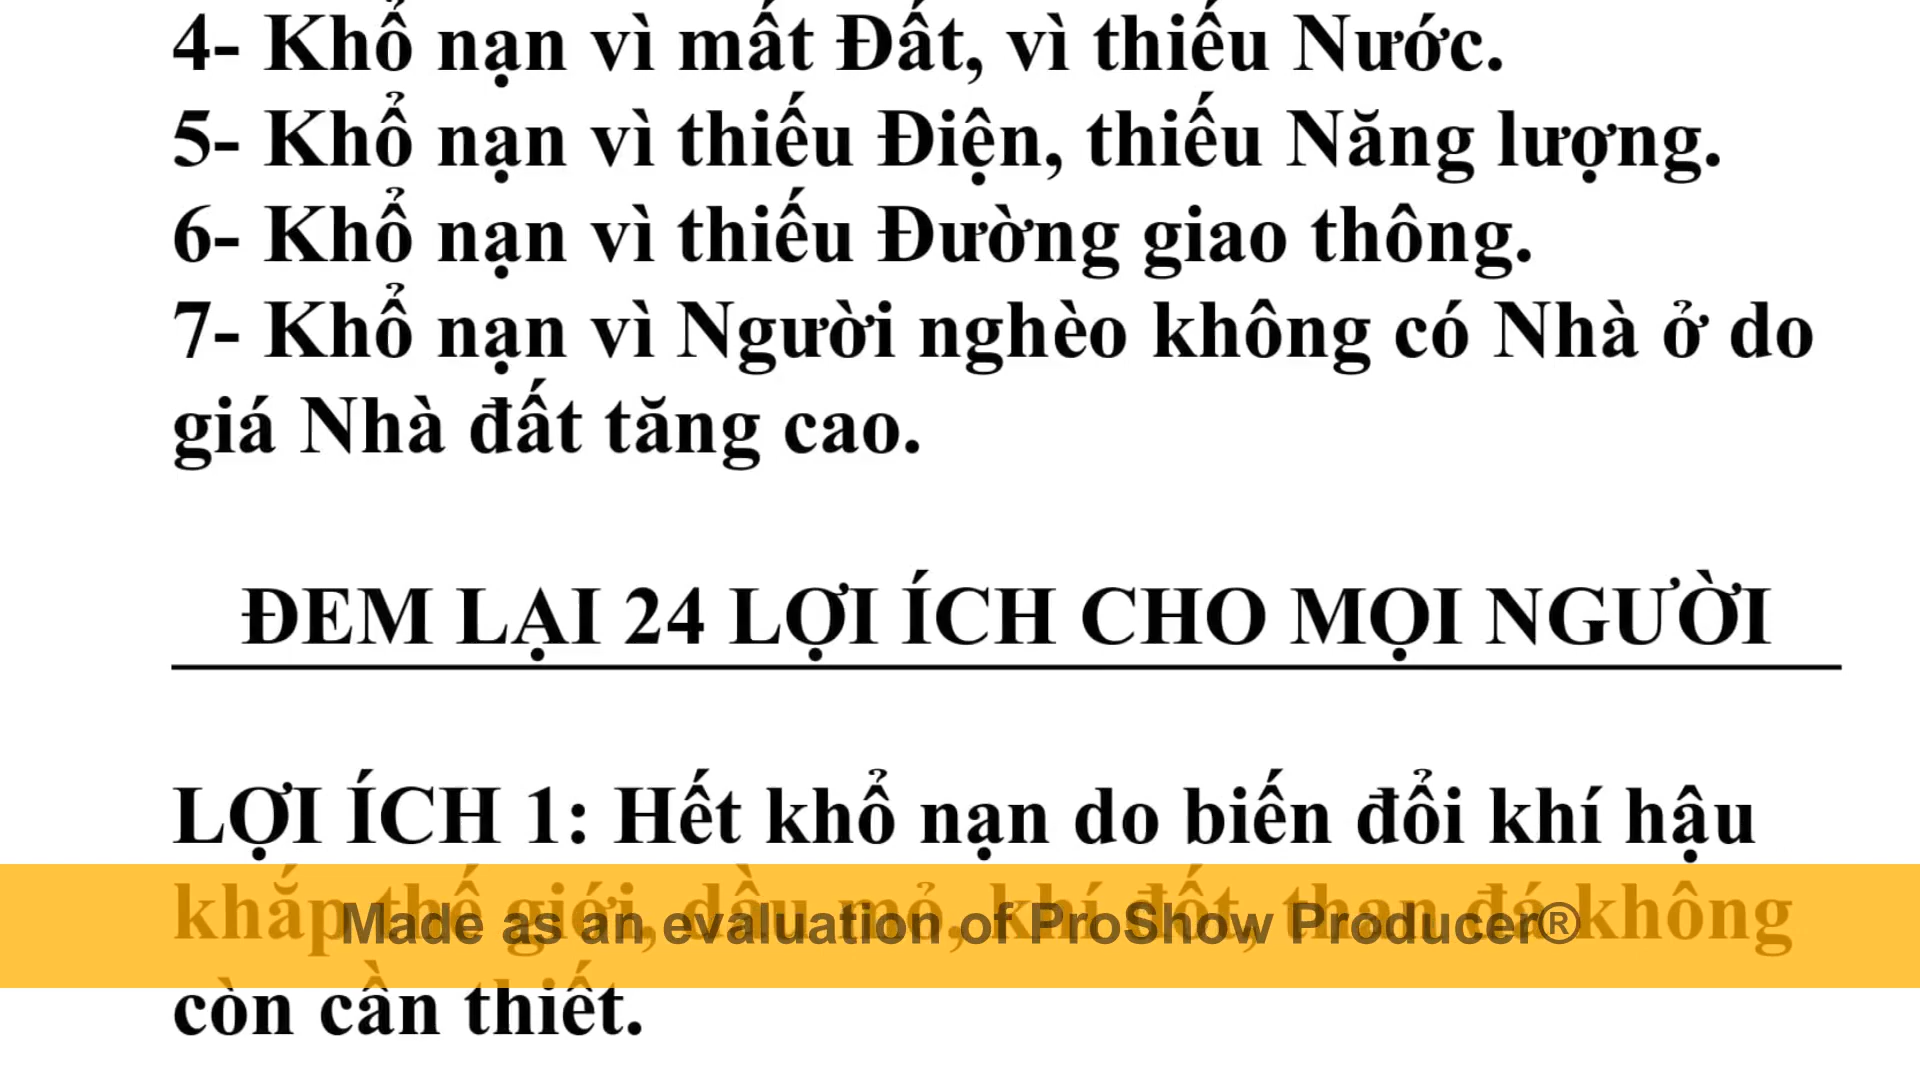 4- Khổ nạn vì mất Đất, vì thiếu Nước.
5- Khổ nạn vì thiếu Điện, thiếu Năng lượng.
6- Khổ nạn vì thiếu Đường giao thông.
7- Khổ nạn vì Người nghèo không có Nhà ở do
giá Nhà đất tăng cao.
ĐEM LẠI 24 LỢI ÍCH CHO MỌI NGƯỜI
LỢI ÍCH 1: Hết khổ nạn do biến đổi khí hậu
khắp thế giới, dầu mỏ, khí đốt, than đá không
Made as an evaluation of ProShow Producer®
còn cần thiết.